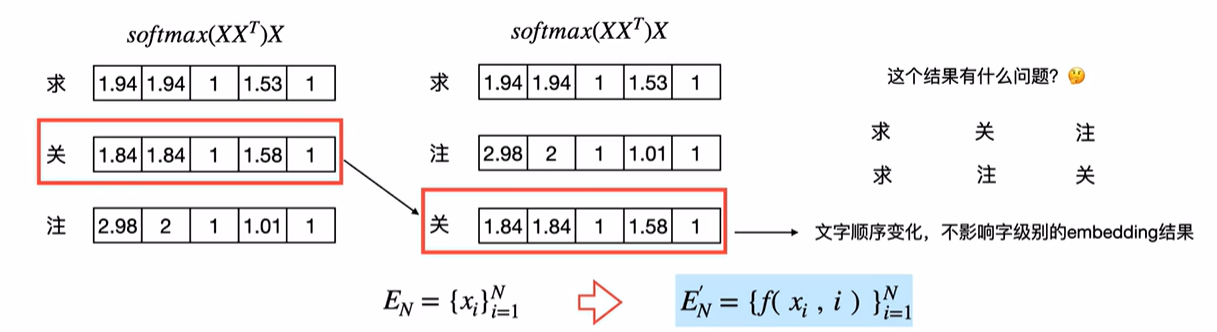 softmax(XXᵀ)X
求 1.94 1.94 1 1.53 1
关 1.84 1.84 1 1.58 1
注 2.98 2 1 1.01 1
softmax(XXᵀ)X
求 1.94 1.94 1 1.53 1
注 2.98 2 1 1.01 1
关 1.84 1.84 1 1.58 1
这个结果有什么问题？🤔
求 关 注
求 注 关
文字顺序变化，不影响字级别的embedding结果
E_N = {x_i}_{i=1}^N
E_N^' = {f( x_i , i ) }_{i=1}^N